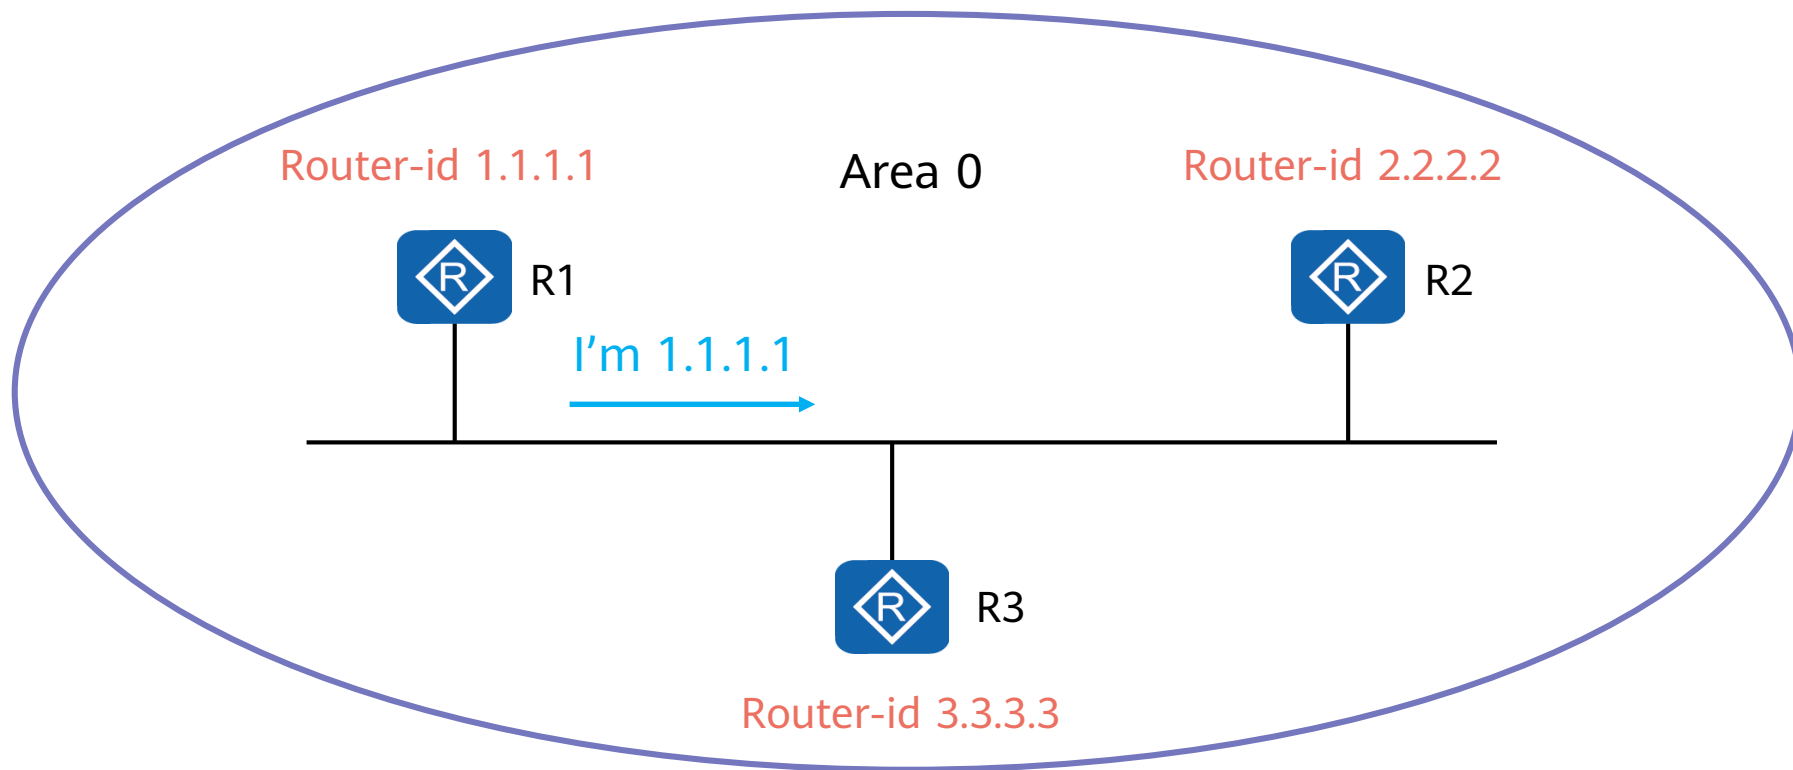 Router-id 1.1.1.1
Area 0
Router-id 2.2.2.2
R
R1
R
R2
I’m 1.1.1.1
R
R3
Router-id 3.3.3.3